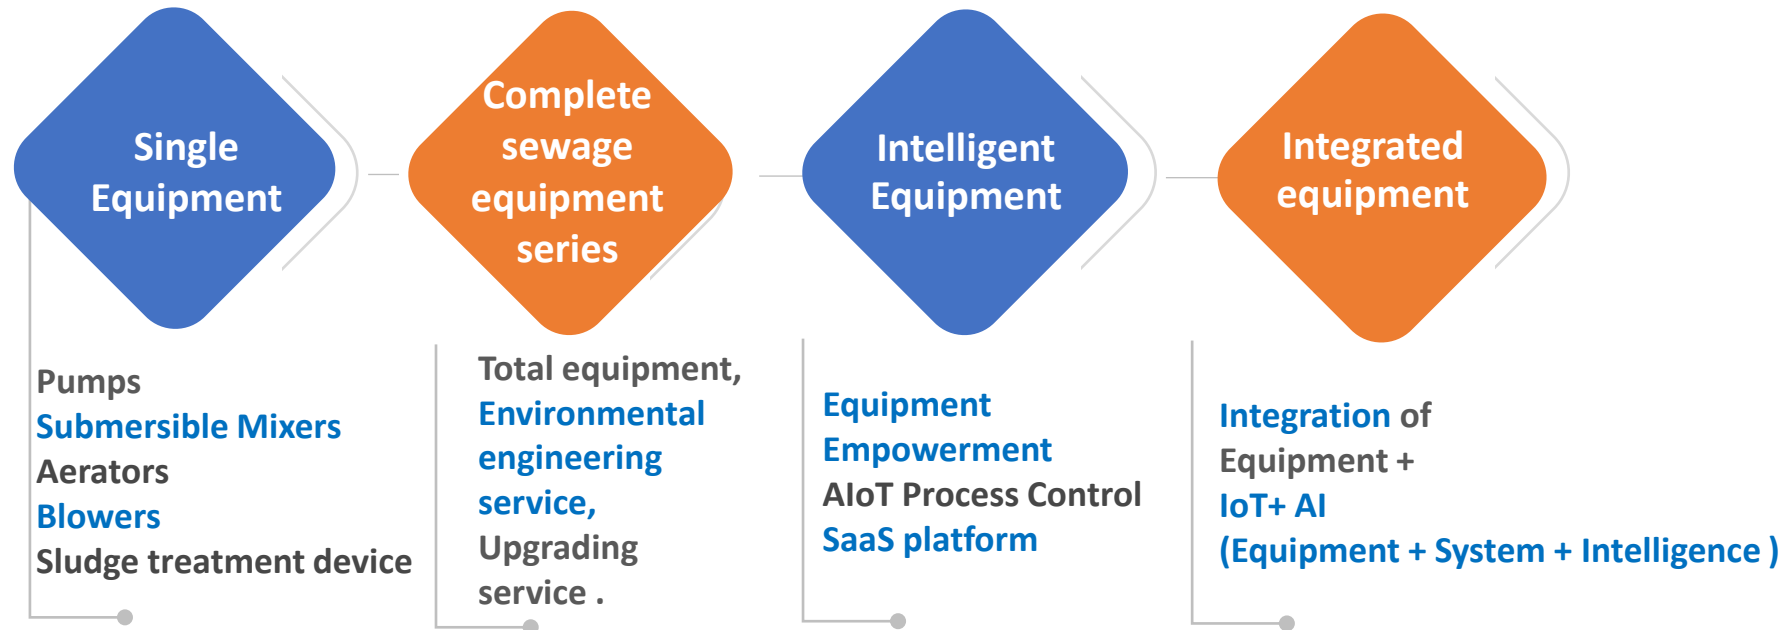 Single
Equipment
Complete
sewage
equipment
series
Intelligent
Equipment
Integrated
equipment
Pumps
Submersible Mixers
Aerators
Blowers
Sludge treatment device
Total equipment,
Environmental
engineering
service,
Upgrading
service .
Equipment
Empowerment
AIoT Process Control
SaaS platform
Integration of
Equipment +
IoT+ AI
(Equipment + System + Intelligence )